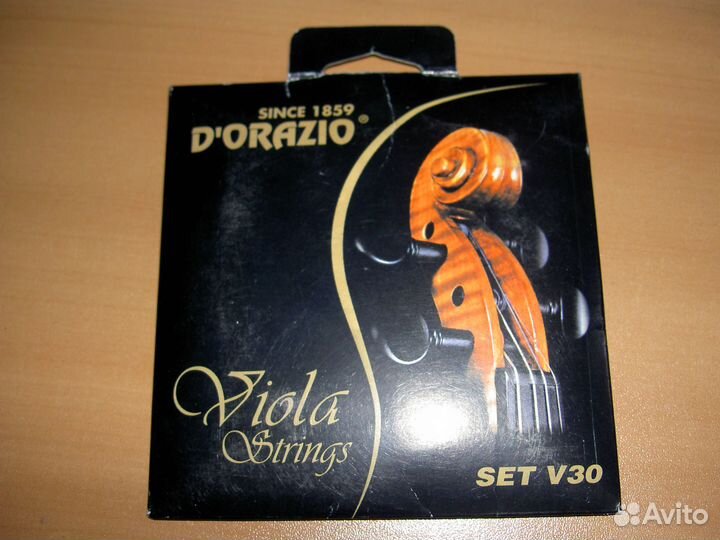 SINCE 1859
D'ORAZIO®
Viola
Strings
SET V30
Avito